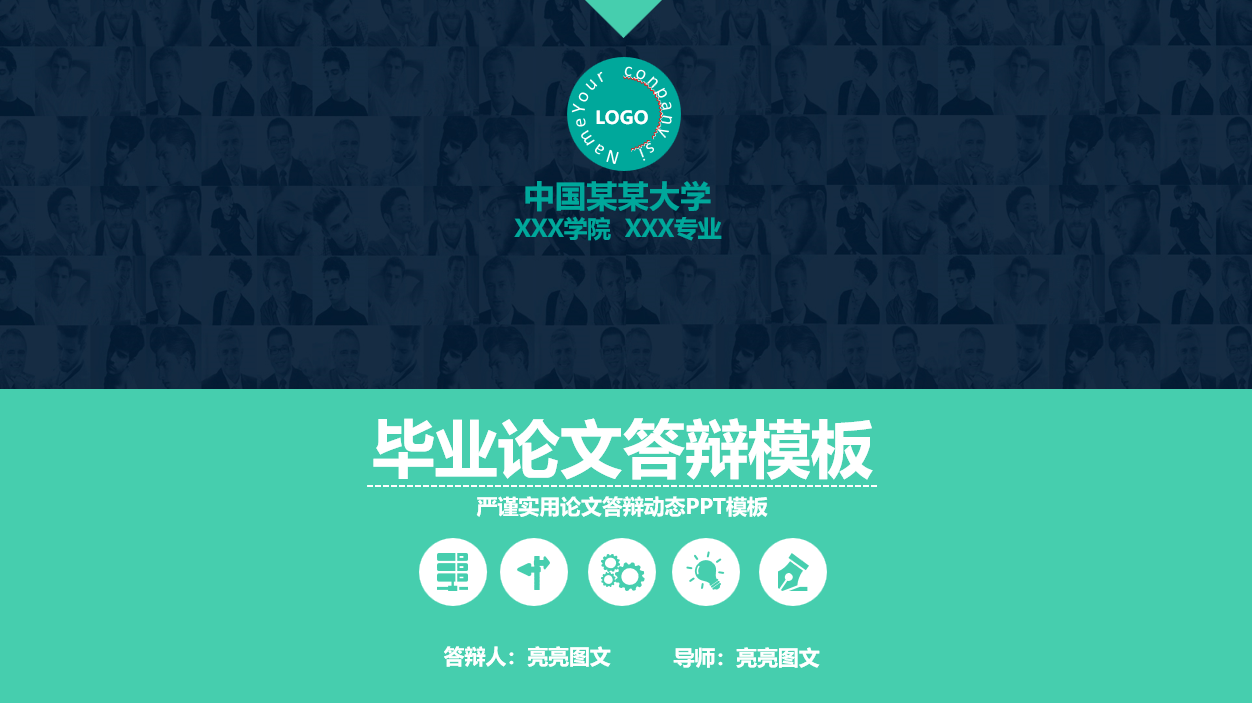 Your conpany si Name
LOGO
中国某某大学
XXX学院 XXX专业
毕业论文答辩模板
严谨实用论文答辩动态PPT模板
答辩人：亮亮图文 导师：亮亮图文